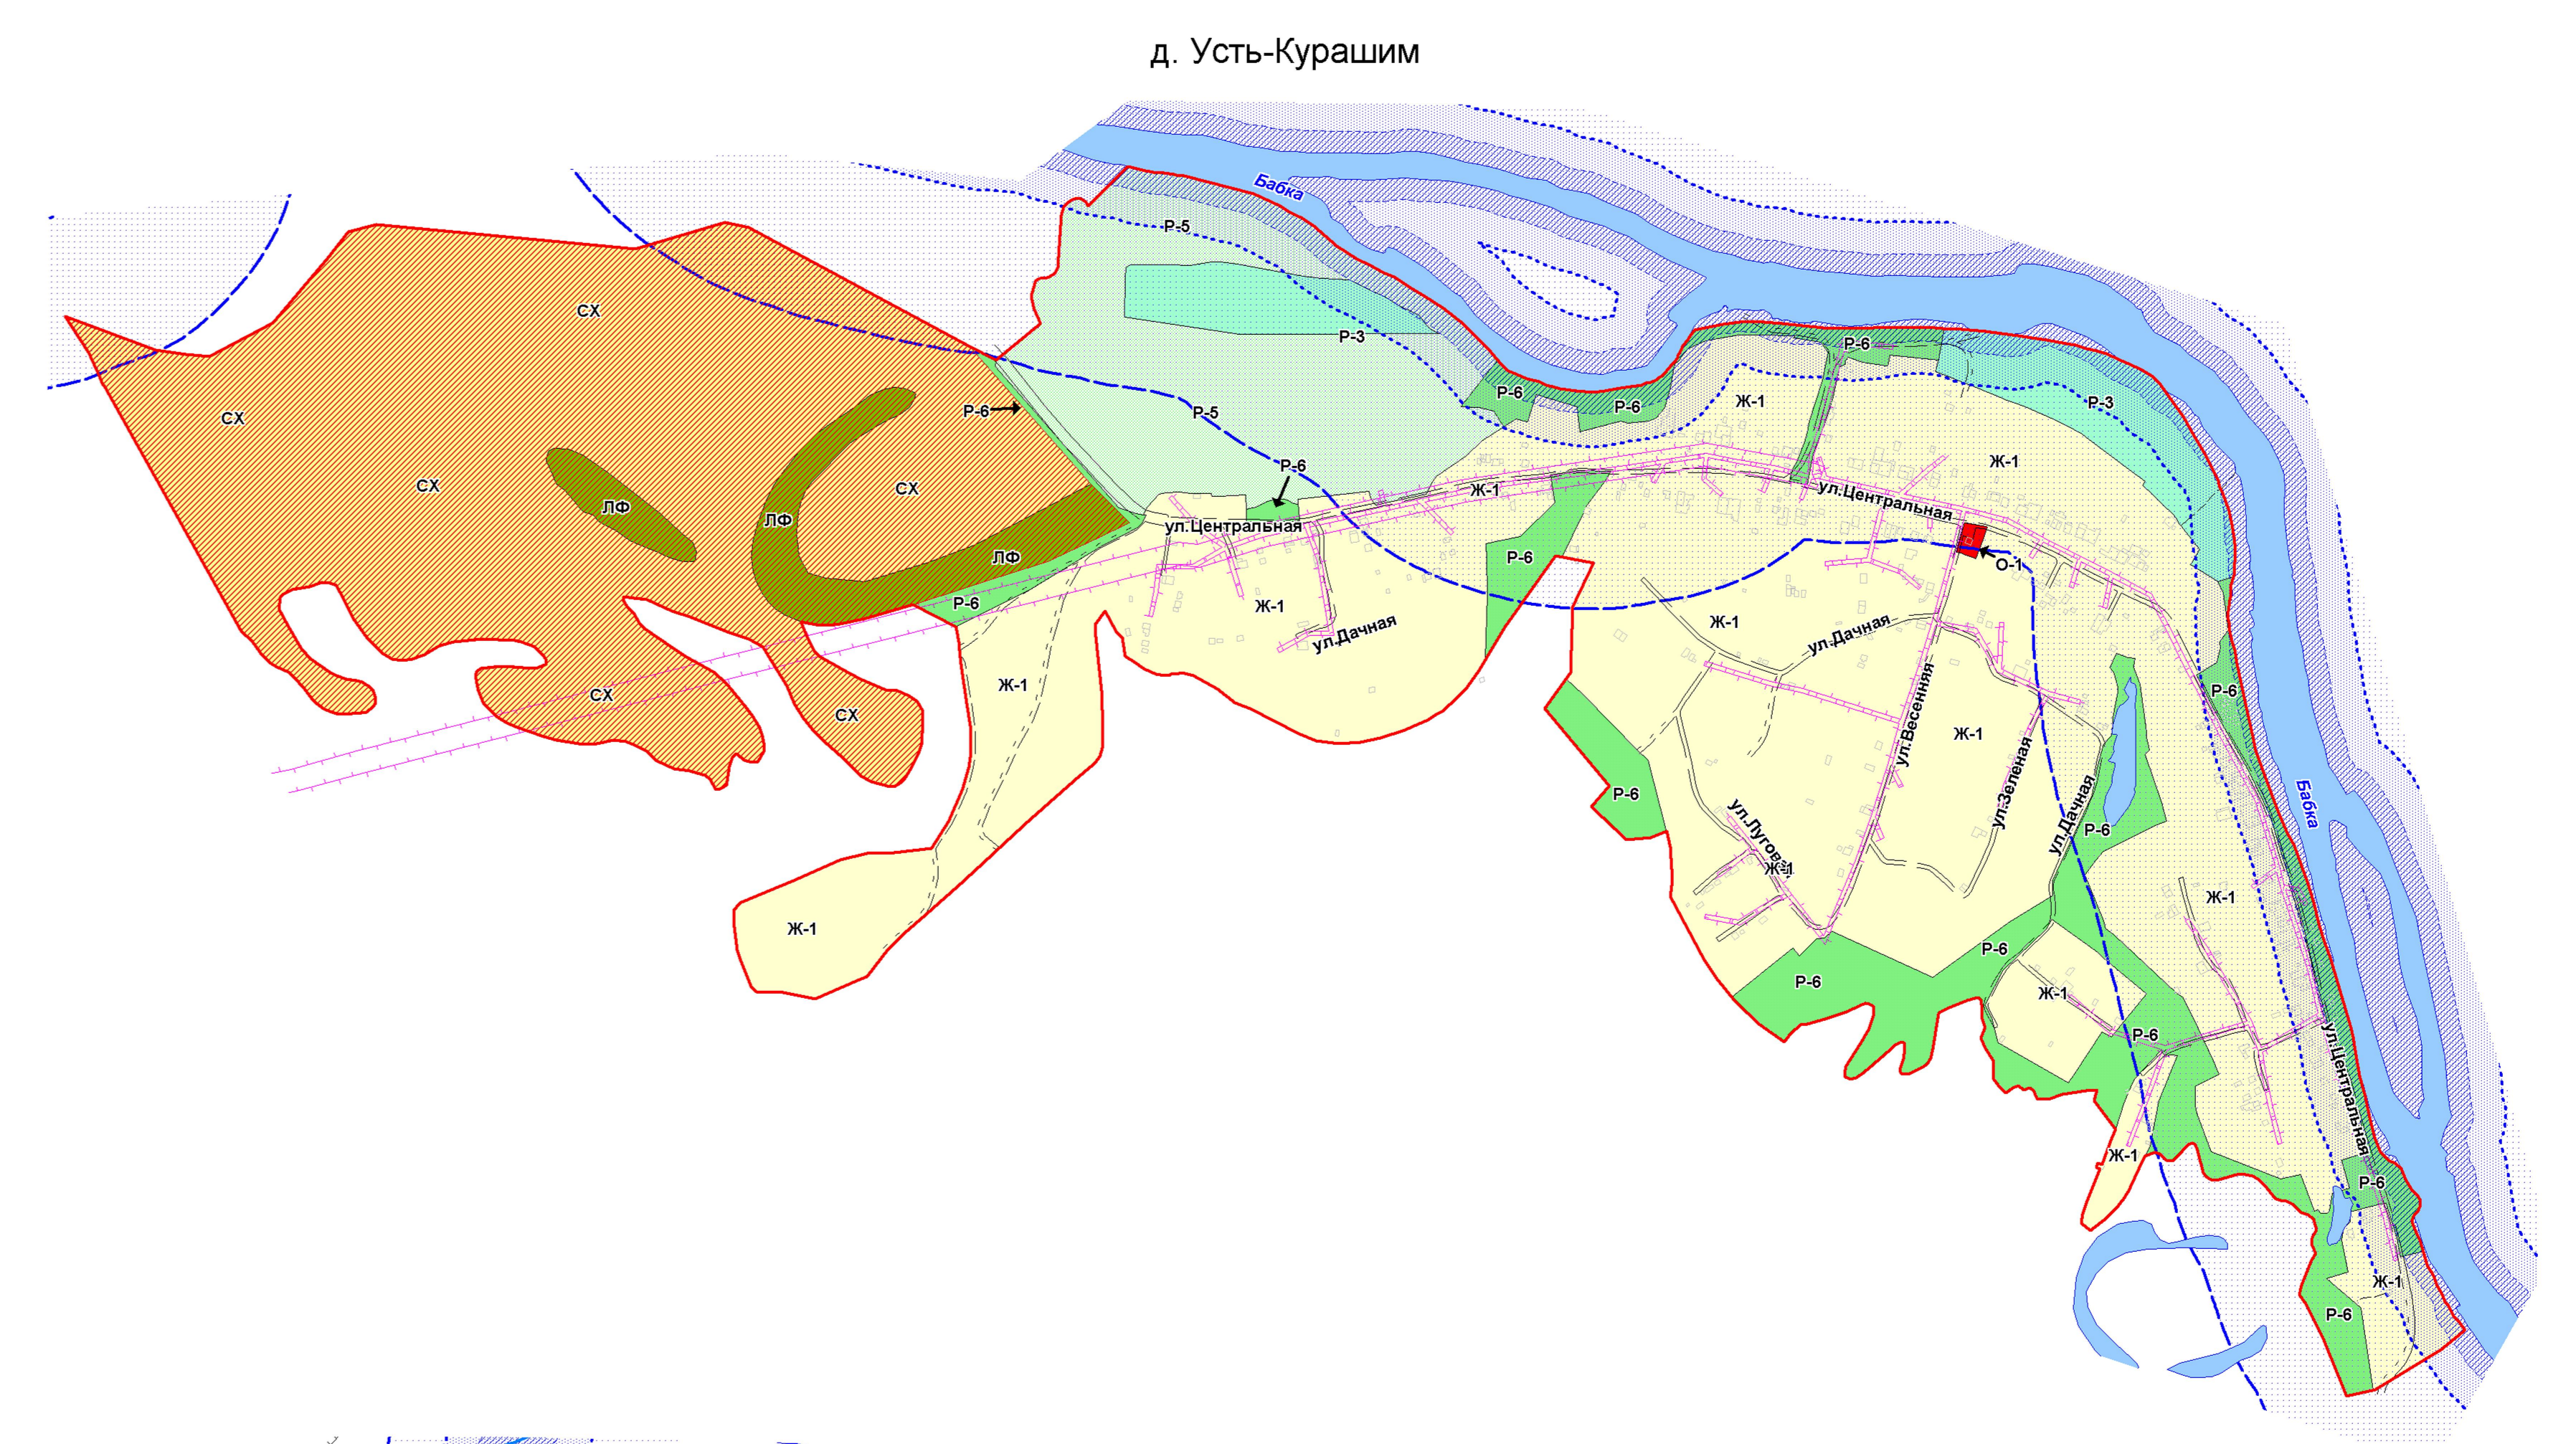 д. Усть-Курашим
Бабка
Р-5
СХ
Р-3
Р-6
Р-6
Р-3
СХ
Р-6
Р-5
Р-6
Р-6
Ж-1
Р-6
Ж-1
СХ
СХ
Ж-1
ул.Центральная
ЛФ
ЛФ
ул.Центральная
ЛФ
Р-6
О-1
Р-6
Ж-1
Ж-1
ул.Дачная
ул.Дачная
СХ
Ж-1
Р-6
СХ
ул.Весенняя
Ж-1
ул.Зеленая
Р-6
Бабка
ул.Дачная
Р-6
Ж-1
Ж-1
Ж-1
Р-6
Р-6
Ж-1
Р-6
ул.Центральная
Ж-1
Р-6
Ж-1
Р-6